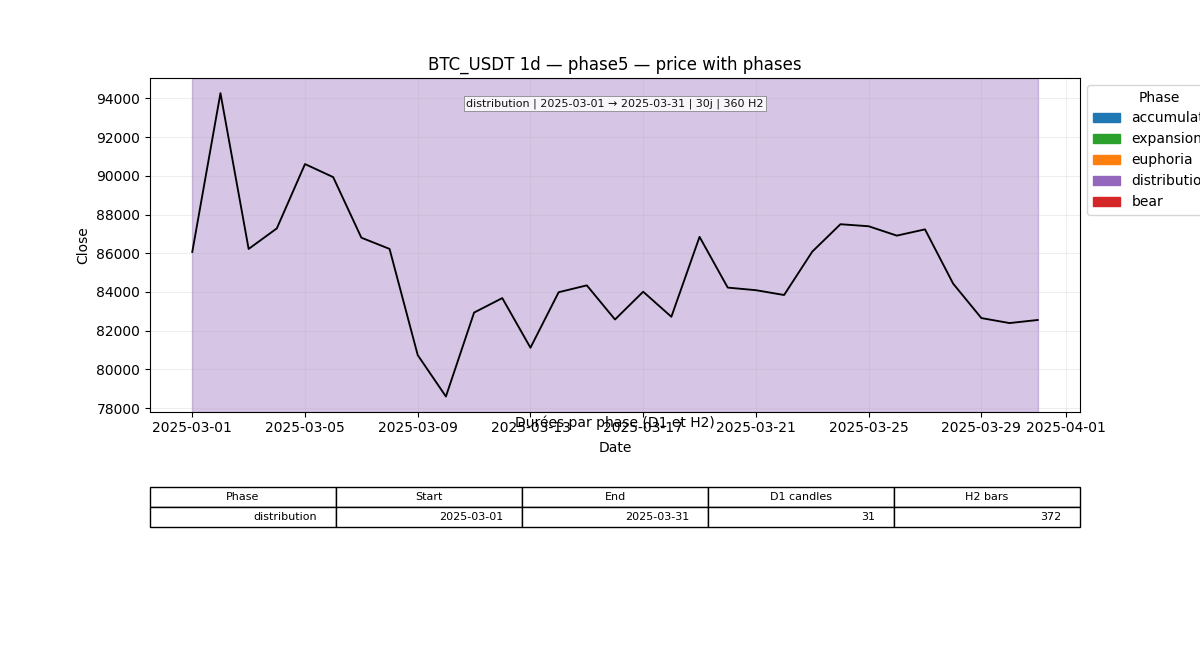 BTC_USDT 1d — phase5 — price with phases
distribution | 2025-03-01 → 2025-03-31 | 30j | 360 H2
Close
94000
92000
90000
88000
86000
84000
82000
80000
78000
Phase
accumulat
expansion
euphoria
distributio
bear
Durées par phase (D1 et H2)
2025-03-01 2025-03-05 2025-03-09 2025-03-13 2025-03-17 2025-03-21 2025-03-25 2025-03-29 2025-04-01
Date
Phase Start End D1 candles H2 bars
distribution 2025-03-01 2025-03-31 31 372